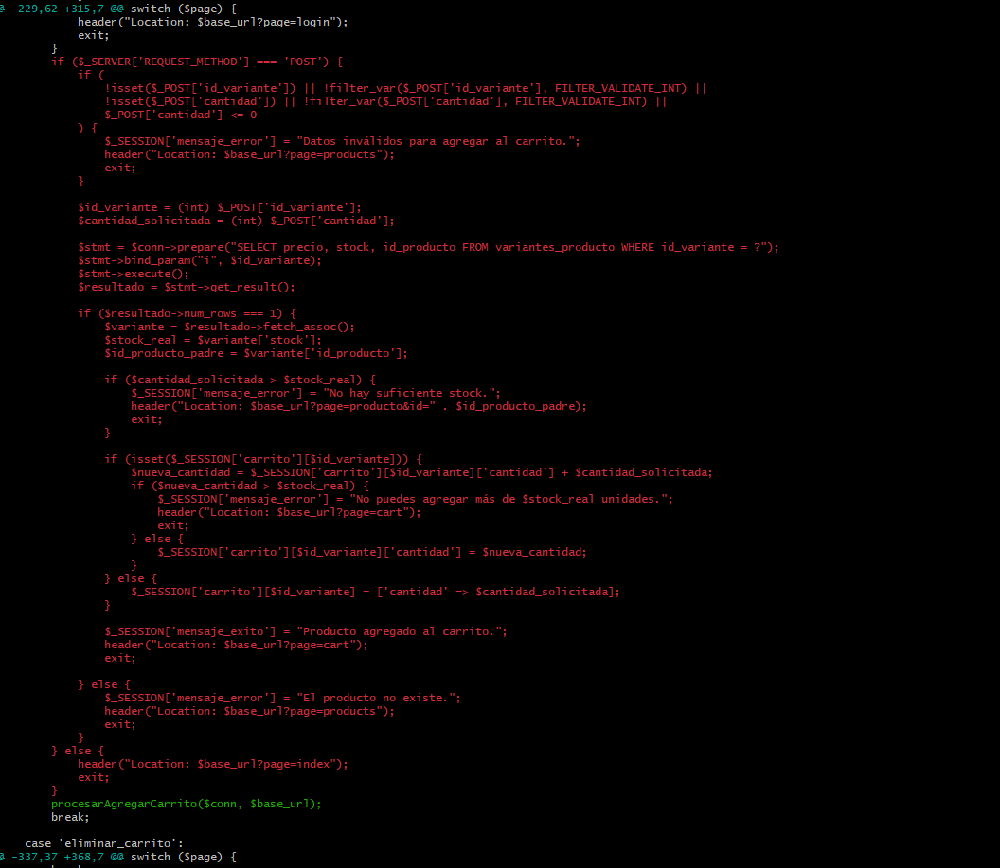 @ -229,62 +315,7 @@ switch ($page) {
            header("Location: $base_url?page=login");
            exit;
        }
        if ($_SERVER['REQUEST_METHOD'] === 'POST') {
            if (
                !isset($_POST['id_variante']) || !filter_var($_POST['id_variante'], FILTER_VALIDATE_INT) ||
                !isset($_POST['cantidad']) || !filter_var($_POST['cantidad'], FILTER_VALIDATE_INT) ||
                $_POST['cantidad'] <= 0
            ) {
                $_SESSION['mensaje_error'] = "Datos inválidos para agregar al carrito.";
                header("Location: $base_url?page=products");
                exit;
            }

            $id_variante = (int) $_POST['id_variante'];
            $cantidad_solicitada = (int) $_POST['cantidad'];

            $stmt = $conn->prepare("SELECT precio, stock, id_producto FROM variantes_producto WHERE id_variante = ?");
            $stmt->bind_param("i", $id_variante);
            $stmt->execute();
            $resultado = $stmt->get_result();

            if ($resultado->num_rows === 1) {
                $variante = $resultado->fetch_assoc();
                $stock_real = $variante['stock'];
                $id_producto_padre = $variante['id_producto'];

                if ($cantidad_solicitada > $stock_real) {
                    $_SESSION['mensaje_error'] = "No hay suficiente stock.";
                    header("Location: $base_url?page=producto&id=" . $id_producto_padre);
                    exit;
                }

                if (isset($_SESSION['carrito'][$id_variante])) {
                    $nueva_cantidad = $_SESSION['carrito'][$id_variante]['cantidad'] + $cantidad_solicitada;
                    if ($nueva_cantidad > $stock_real) {
                        $_SESSION['mensaje_error'] = "No puedes agregar más de $stock_real unidades.";
                        header("Location: $base_url?page=cart");
                        exit;
                    } else {
                        $_SESSION['carrito'][$id_variante]['cantidad'] = $nueva_cantidad;
                    }
                } else {
                    $_SESSION['carrito'][$id_variante] = ['cantidad' => $cantidad_solicitada];
                }

                $_SESSION['mensaje_exito'] = "Producto agregado al carrito.";
                header("Location: $base_url?page=cart");
                exit;

            } else {
                $_SESSION['mensaje_error'] = "El producto no existe.";
                header("Location: $base_url?page=products");
                exit;
            }
        } else {
            header("Location: $base_url?page=index");
            exit;
        }
        procesarAgregarCarrito($conn, $base_url);
        break;

    case 'eliminar_carrito':
@ -337,37 +368,7 @@ switch ($page) {